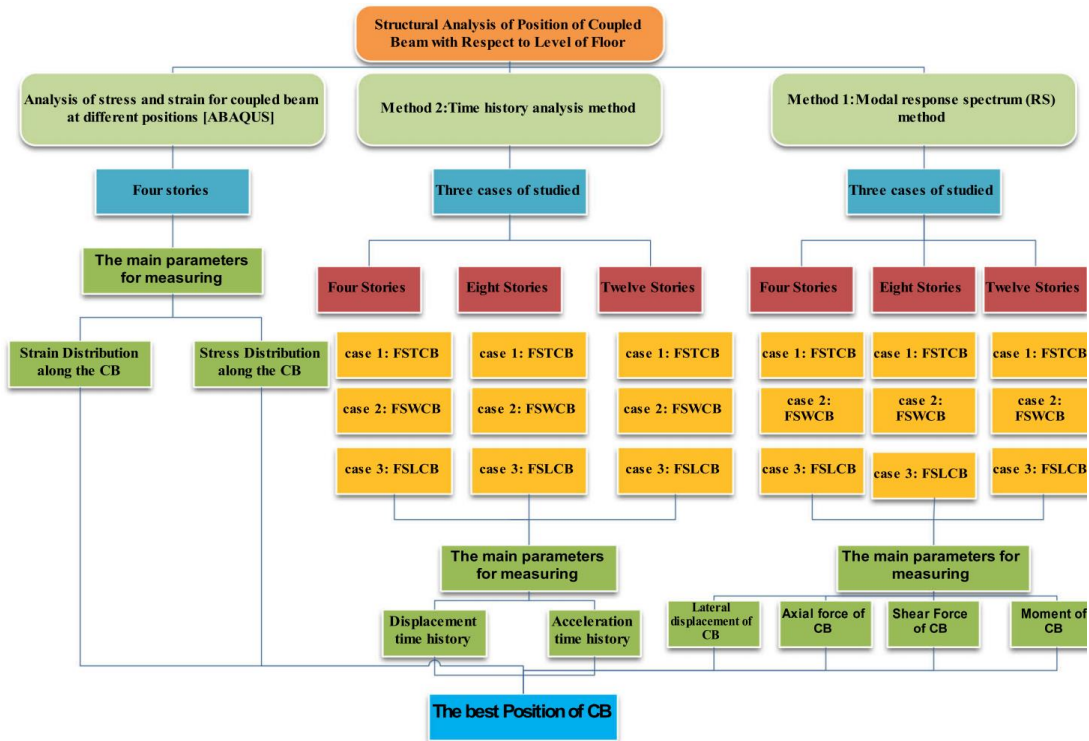 Structural Analysis of Position of Coupled
Beam with Respect to Level of Floor
Analysis of stress and strain for coupled beam
at different positions [ABAQUS]
Method 2:Time history analysis method
Method 1:Modal response spectrum (RS)
method
Four stories
Three cases of studied
Three cases of studied
The main parameters
for measuring
Four Stories
Eight Stories
Twelve Stories
Four Stories
Eight Stories
Twelve Stories
Strain Distribution
along the CB
Stress Distribution
along the CB
case 1: FSTCB
case 1: FSTCB
case 1: FSTCB
case 1: FSTCB
case 1: FSTCB
case 1: FSTCB
case 2: FSWCB
case 2: FSWCB
case 2: FSWCB
case 2:
FSWCB
case 2:
FSWCB
case 2:
FSWCB
case 3: FSLCB
case 3: FSLCB
case 3: FSLCB
case 3: FSLCB
case 3: FSLCB
case 3: FSLCB
The main parameters
for measuring
The main parameters for
measuring
Displacement
time history
Acceleration
time history
Lateral
displacement of
CB
Axial force of
CB
Shear Force
of CB
Moment of
CB
The best Position of CB